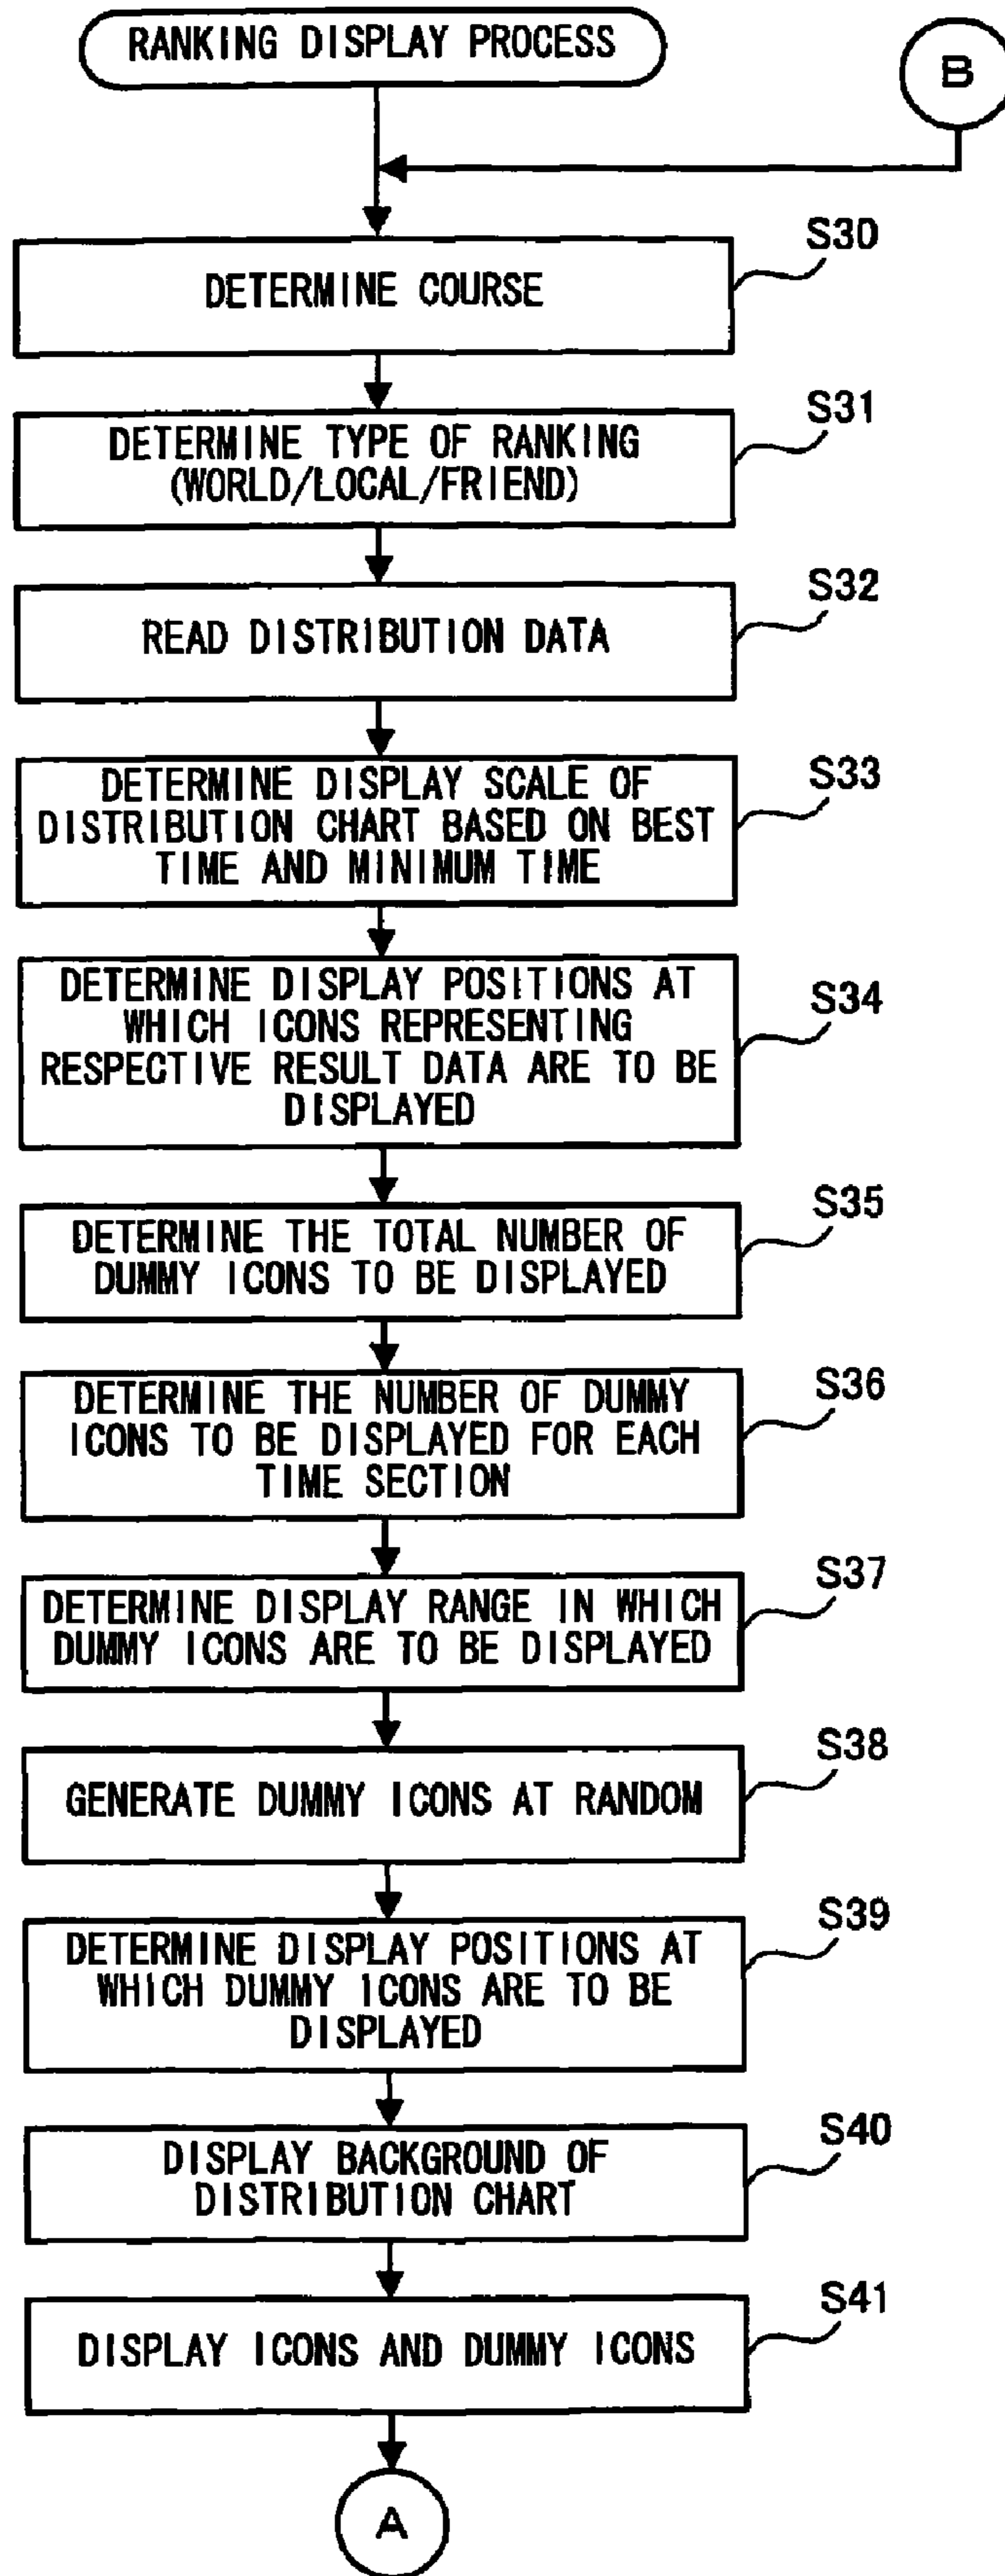 RANKING DISPLAY PROCESS
B
S30
DETERMINE COURSE
S31
DETERMINE TYPE OF RANKING
(WORLD/LOCAL/FRIEND)
S32
READ DISTRIBUTION DATA
S33
DETERMINE DISPLAY SCALE OF
DISTRIBUTION CHART BASED ON BEST
TIME AND MINIMUM TIME
S34
DETERMINE DISPLAY POSITIONS AT
WHICH ICONS REPRESENTING
RESPECTIVE RESULT DATA ARE TO BE
DISPLAYED
S35
DETERMINE THE TOTAL NUMBER OF
DUMMY ICONS TO BE DISPLAYED
S36
DETERMINE THE NUMBER OF DUMMY
ICONS TO BE DISPLAYED FOR EACH
TIME SECTION
S37
DETERMINE DISPLAY RANGE IN WHICH
DUMMY ICONS ARE TO BE DISPLAYED
S38
GENERATE DUMMY ICONS AT RANDOM
S39
DETERMINE DISPLAY POSITIONS AT
WHICH DUMMY ICONS ARE TO BE
DISPLAYED
S40
DISPLAY BACKGROUND OF
DISTRIBUTION CHART
S41
DISPLAY ICONS AND DUMMY ICONS
A